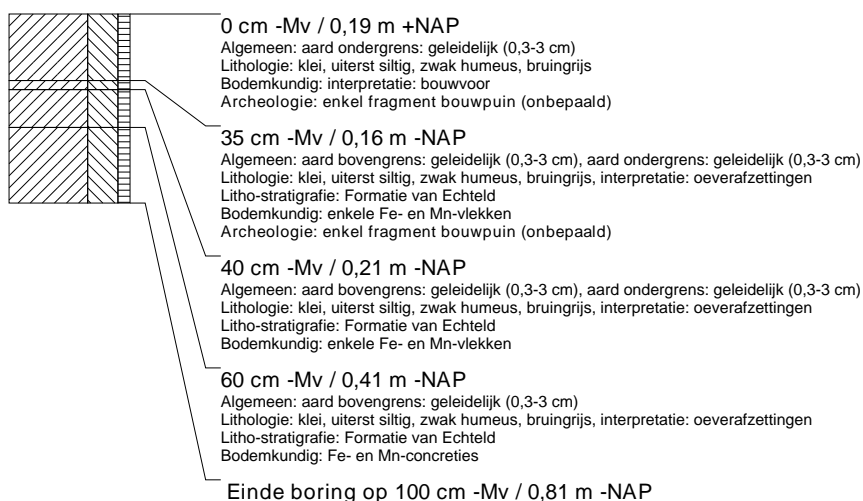 0 cm -Mv / 0,19 m +NAP
Algemeen: aard ondergrens: geleidelijk (0,3-3 cm)
Lithologie: klei, uiterst siltig, zwak humeus, bruingrijs
Bodemkundig: interpretatie: bouwvoor
Archeologie: enkel fragment bouwpuin (onbepaald)
35 cm -Mv / 0,16 m -NAP
Algemeen: aard bovengrens: geleidelijk (0,3-3 cm), aard ondergrens: geleidelijk (0,3-3 cm)
Lithologie: klei, uiterst siltig, zwak humeus, bruingrijs, interpretatie: oeverafzettingen
Litho-stratigrafie: Formatie van Echteld
Bodemkundig: enkele Fe- en Mn-vlekken
Archeologie: enkel fragment bouwpuin (onbepaald)
40 cm -Mv / 0,21 m -NAP
Algemeen: aard bovengrens: geleidelijk (0,3-3 cm), aard ondergrens: geleidelijk (0,3-3 cm)
Lithologie: klei, uiterst siltig, zwak humeus, bruingrijs, interpretatie: oeverafzettingen
Litho-stratigrafie: Formatie van Echteld
Bodemkundig: enkele Fe- en Mn-vlekken
60 cm -Mv / 0,41 m -NAP
Algemeen: aard bovengrens: geleidelijk (0,3-3 cm)
Lithologie: klei, uiterst siltig, zwak humeus, bruingrijs, interpretatie: oeverafzettingen
Litho-stratigrafie: Formatie van Echteld
Bodemkundig: Fe- en Mn-concreties
Einde boring op 100 cm -Mv / 0,81 m -NAP